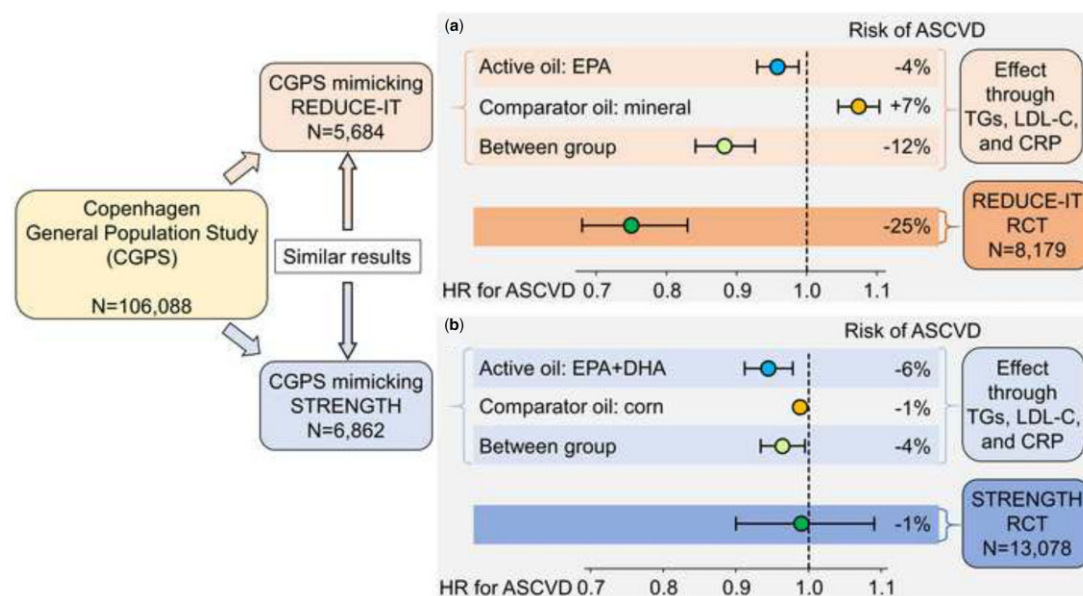 CGPS mimicking
REDUCE-IT
N=5,684
Copenhagen
General Population Study
(CGPS)
N=106,088
Similar results
CGPS mimicking
STRENGTH
N=6,862
(a)
Risk of ASCVD
Active oil: EPA
-4%
Comparator oil: mineral
+7%
Between group
-12%
Effect
through
TGs, LDL-C,
and CRP
-25%
REDUCE-IT
RCT
N=8,179
HR for ASCVD 0.7 0.8 0.9 1.0 1.1
(b)
Risk of ASCVD
Active oil: EPA+DHA
-6%
Comparator oil: corn
-1%
Between group
-4%
Effect
through
TGs, LDL-C,
and CRP
-1%
STRENGTH
RCT
N=13,078
HR for ASCVD 0.7 0.8 0.9 1.0 1.1